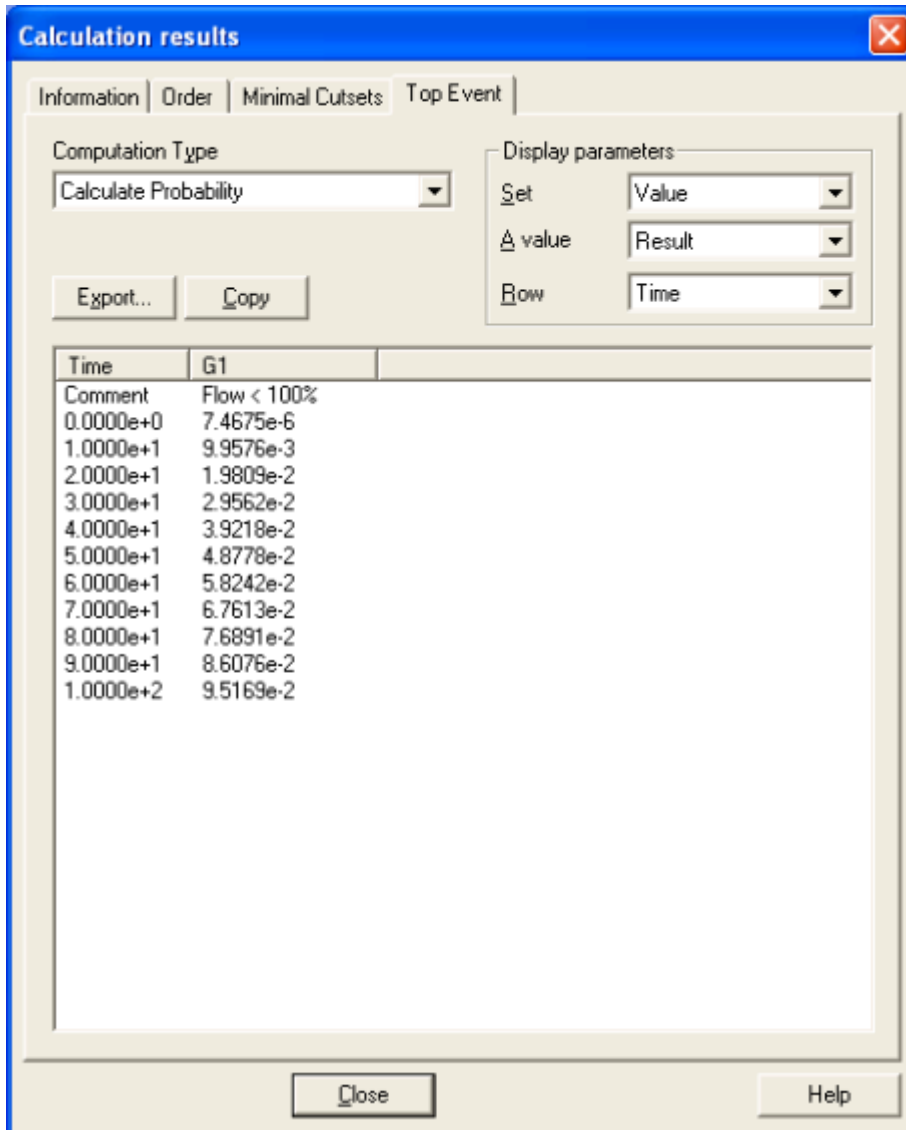 Calculation results
Information Order Minimal Cutsets Top Event
Computation Type
Calculate Probability
Display parameters
Set Value
A value Result
Row Time
Export... Copy
Time G1
Comment Flow < 100%
0.0000e+0 7.4675e-6
1.0000e+1 9.9576e-3
2.0000e+1 1.9809e-2
3.0000e+1 2.9562e-2
4.0000e+1 3.9218e-2
5.0000e+1 4.8778e-2
6.0000e+1 5.8242e-2
7.0000e+1 6.7613e-2
8.0000e+1 7.6891e-2
9.0000e+1 8.6076e-2
1.0000e+2 9.5169e-2
Close Help